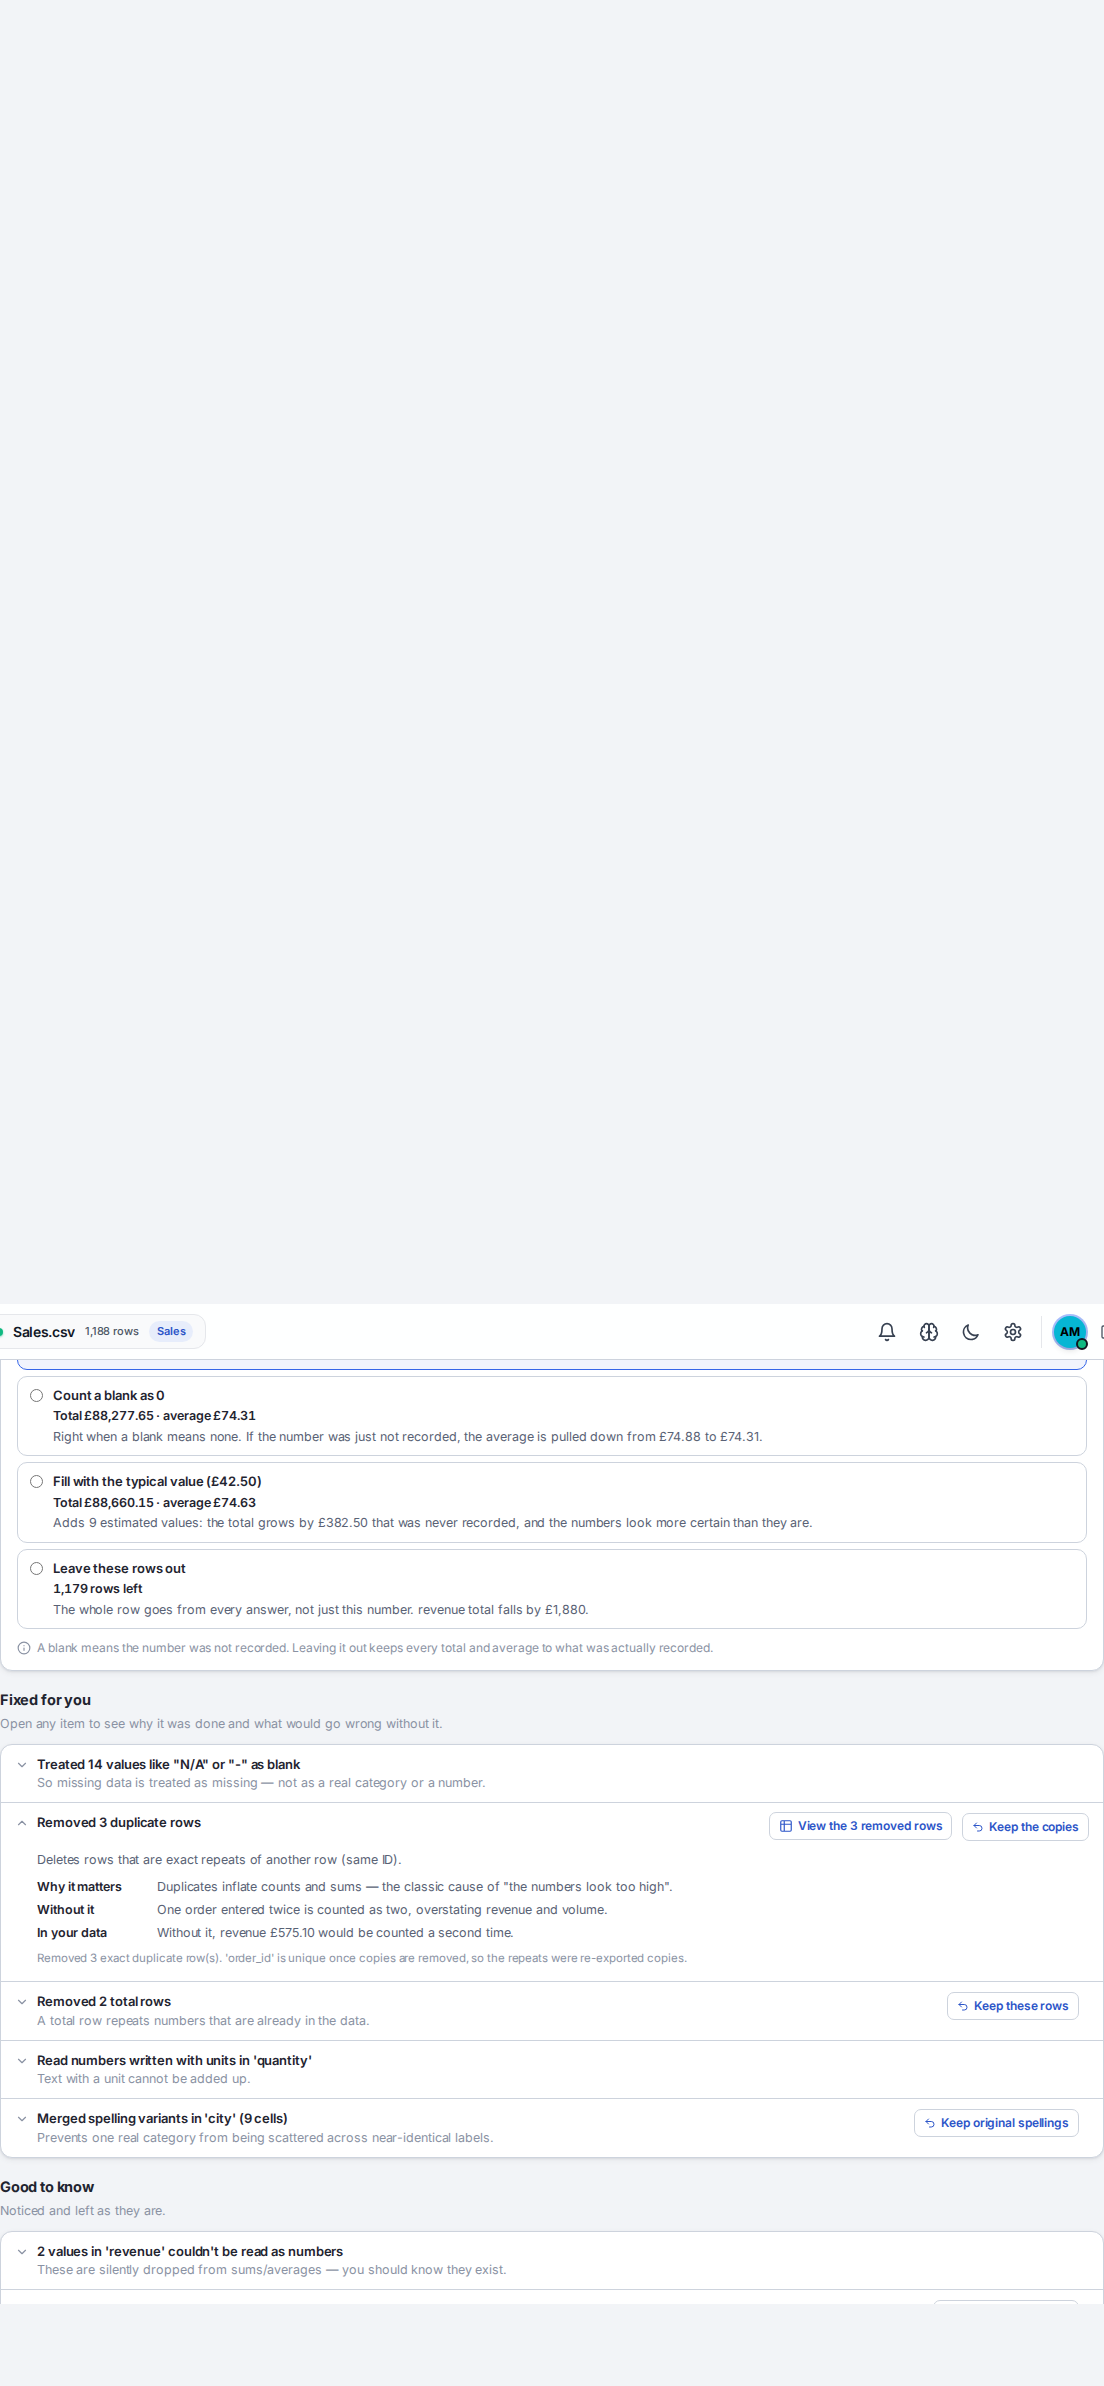 Sales.csv 1,188 rows Sales
AM
Count a blank as 0
Total £88,277.65 · average £74.31
Right when a blank means none. If the number was just not recorded, the average is pulled down from £74.88 to £74.31.
Fill with the typical value (£42.50)
Total £88,660.15 · average £74.63
Adds 9 estimated values: the total grows by £382.50 that was never recorded, and the numbers look more certain than they are.
Leave these rows out
1,179 rows left
The whole row goes from every answer, not just this number. revenue total falls by £1,880.
A blank means the number was not recorded. Leaving it out keeps every total and average to what was actually recorded.
Fixed for you
Open any item to see why it was done and what would go wrong without it.
Treated 14 values like "N/A" or "-" as blank
So missing data is treated as missing — not as a real category or a number.
Removed 3 duplicate rows
View the 3 removed rows
Keep the copies
Deletes rows that are exact repeats of another row (same ID).
Why it matters Duplicates inflate counts and sums — the classic cause of "the numbers look too high".
Without it One order entered twice is counted as two, overstating revenue and volume.
In your data Without it, revenue £575.10 would be counted a second time.
Removed 3 exact duplicate row(s). 'order_id' is unique once copies are removed, so the repeats were re-exported copies.
Removed 2 total rows
Keep these rows
A total row repeats numbers that are already in the data.
Read numbers written with units in 'quantity'
Text with a unit cannot be added up.
Merged spelling variants in 'city' (9 cells)
Keep original spellings
Prevents one real category from being scattered across near-identical labels.
Good to know
Noticed and left as they are.
2 values in 'revenue' couldn't be read as numbers
These are silently dropped from sums/averages — you should know they exist.